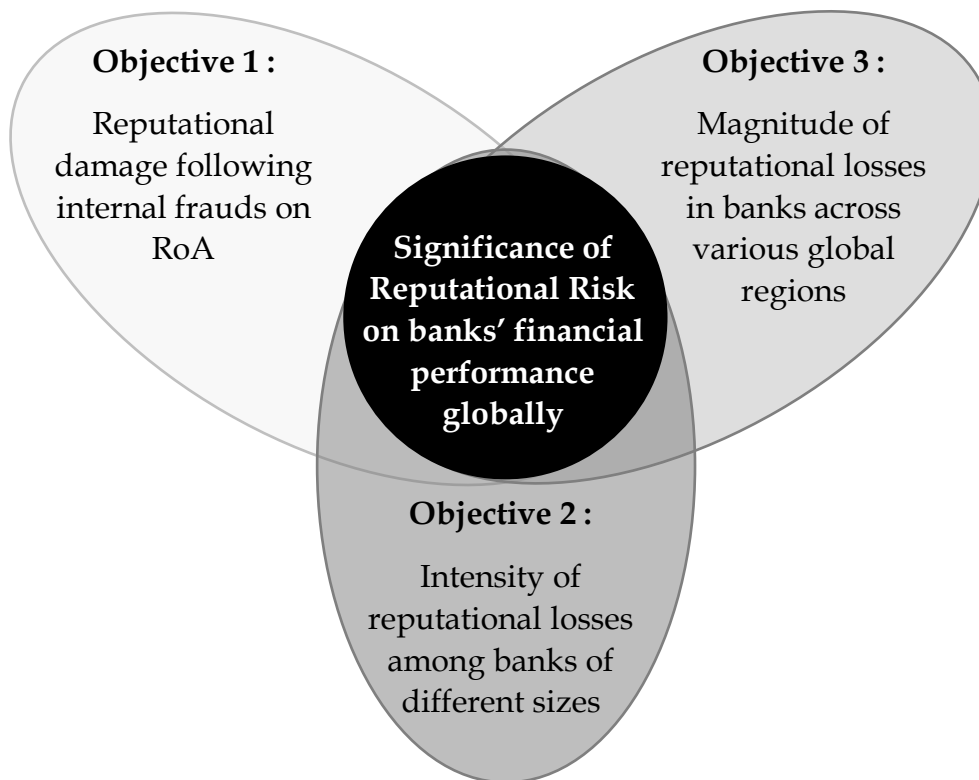 Objective 1 :
Reputational
damage following
internal frauds on
RoA
Objective 3 :
Magnitude of
reputational losses
in banks across
various global
regions
Significance of
Reputational Risk
on banks’ financial
performance
globally
Objective 2 :
Intensity of
reputational losses
among banks of
different sizes